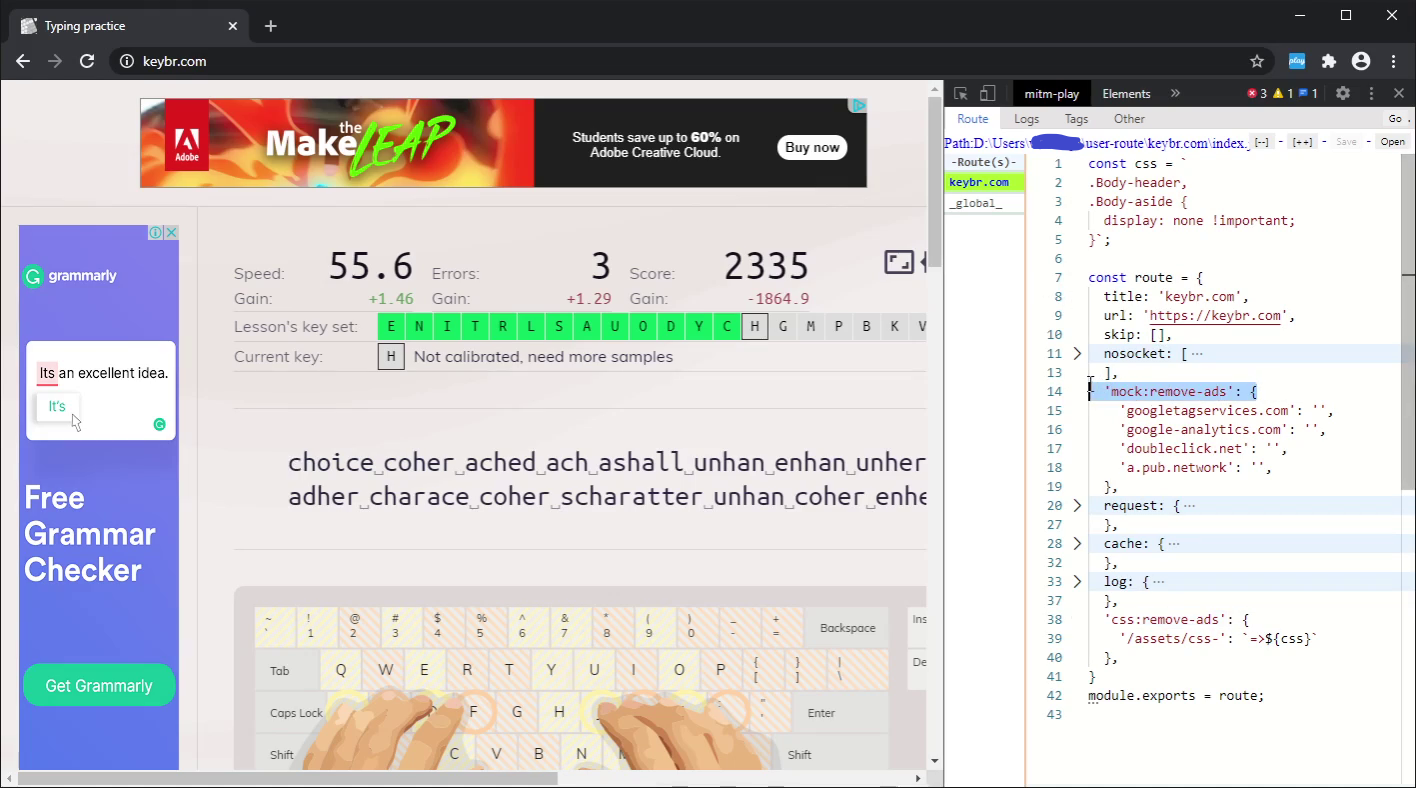 Typing practice
keybr.com
play
mitm-play
Elements
3
1
1
Adobe
Make
the
LEAP
Students save up to 60% on
Adobe Creative Cloud.
Buy now
Route
Logs
Tags
Other
Go
Path:D:\Users\
\user-route\keybr.com\index.j
[--] -
[++] -
Save -
Open
-Route(s)-
keybr.com
_global_
grammarly
Its an excellent idea.
It's
Free
Grammar
Checker
Get Grammarly
Speed: 55.6 Errors: 3 Score: 2335
Gain: +1.46 Gain: +1.29 Gain: -1864.9
Lesson's key set: E N I T R L S A U O D Y C H G M P B K V
Current key: H Not calibrated, need more samples
choice␣coher␣ached␣ach␣ashall␣unhan␣enhan␣unher
adher␣charace␣coher␣scharatter␣unhan␣coher␣enhe
~ ! @ # $ % ^ & * ( ) _ +
` 1 2 3 4 5 6 7 8 9 0 - = Backspace
Ins
Tab Q W E R T Y U I O P { } |
[ ] \
De
Caps Lock F G H " Enter
'
Shift C V B N Shift
1 const css = `
2 .Body-header,
3 .Body-aside {
4 display: none !important;
5 }`;
6
7 const route = {
8 title: 'keybr.com',
9 url: 'https://keybr.com',
10 skip: [],
11 nosocket: [ ···
13 ],
14 'mock:remove-ads': {
15 'googletagservices.com': '',
16 'google-analytics.com': '',
17 'doubleclick.net': '',
18 'a.pub.network': '',
19 },
20 request: { ···
27 },
28 cache: { ···
32 },
33 log: { ···
37 },
38 'css:remove-ads': {
39 '/assets/css-': `=>${css}`
40 },
41 }
42 module.exports = route;
43